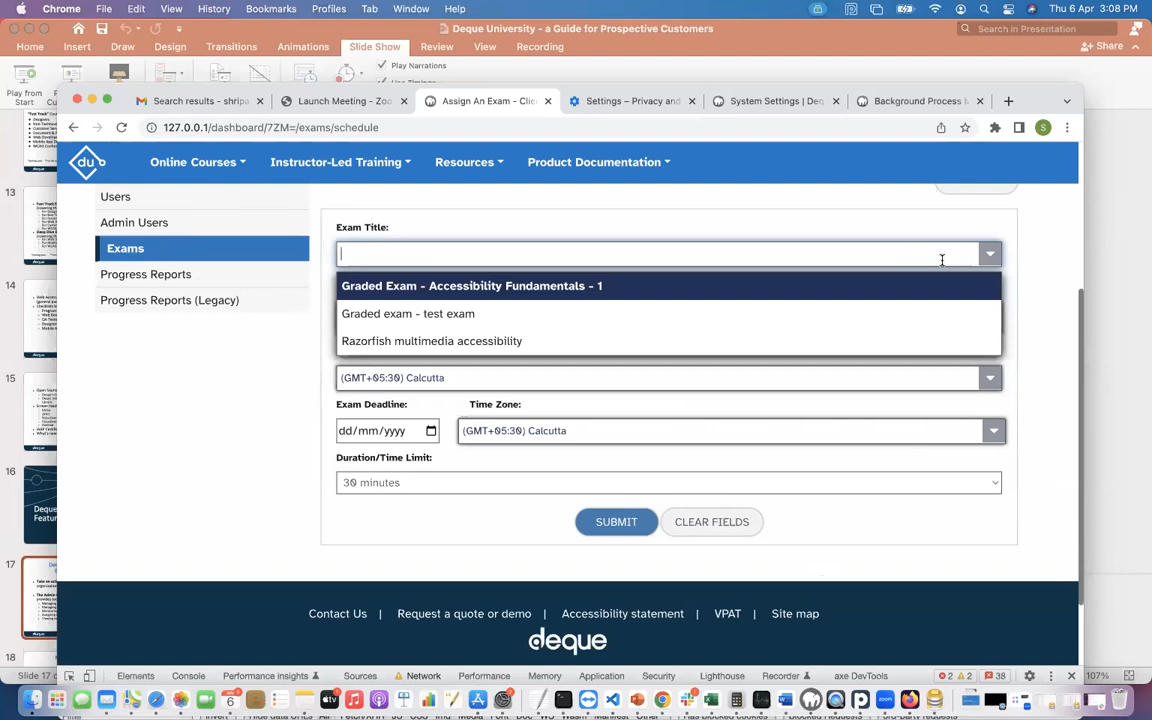 Chrome File Edit View History Bookmarks Profiles Tab Window Help Thu 6 Apr 3:08 PM
Deque University - a Guide for Prospective Customers
Search in Presentation
Home Insert Draw Design Transitions Animations Slide Show Review View Recording Share
Play from Start
Play Narrations
Search results - shripa
Launch Meeting - Zoo
Assign An Exam - Clie
Settings – Privacy and
System Settings | Deq
Background Process M
127.0.0.1/dashboard/7ZM=/exams/schedule
S
du
Online Courses Instructor-Led Training Resources Product Documentation
Users
Admin Users
Exams
Progress Reports
Progress Reports (Legacy)
Exam Title:
Graded Exam - Accessibility Fundamentals - 1
Graded exam - test exam
Razorfish multimedia accessibility
(GMT+05:30) Calcutta
Exam Deadline: Time Zone:
dd/mm/yyyy (GMT+05:30) Calcutta
Duration/Time Limit:
30 minutes
SUBMIT CLEAR FIELDS
Contact Us | Request a quote or demo | Accessibility statement | VPAT | Site map
deque
13
14
15
16
17
18
Slide 17
Elements Console Performance insights Sources Network Performance Memory Application Security Lighthouse Recorder axe DevTools 2 2 38
107%